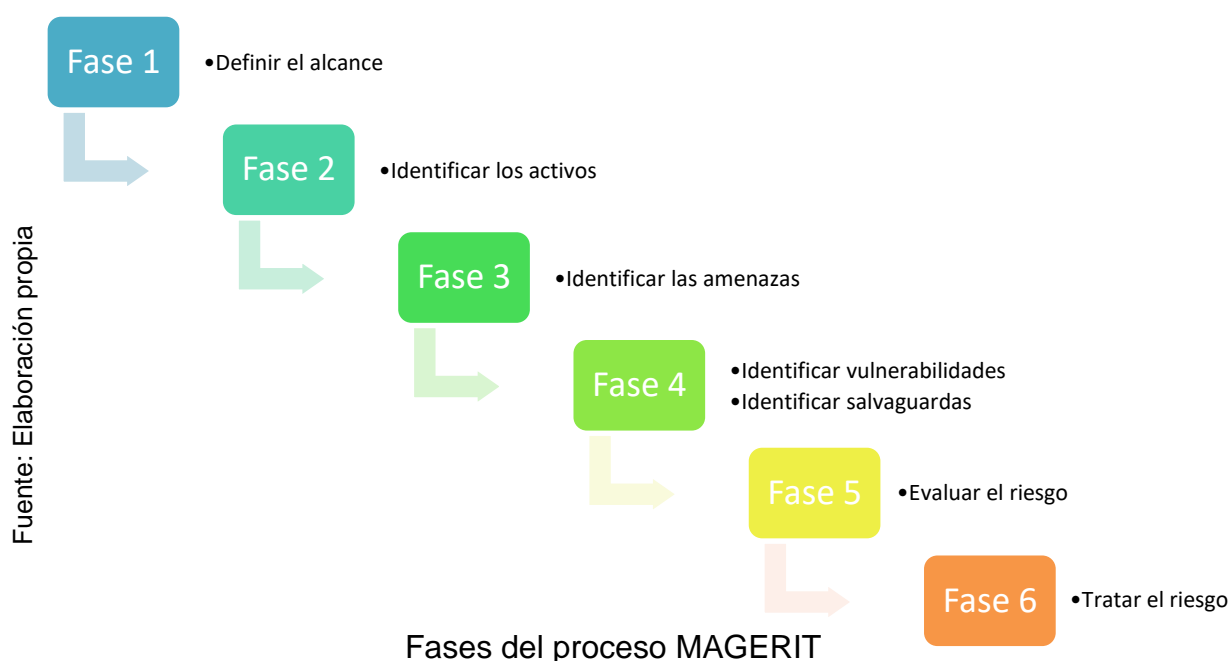 Fase 1
•Definir el alcance
Fase 2
•Identificar los activos
Fase 3
•Identificar las amenazas
Fase 4
•Identificar vulnerabilidades
•Identificar salvaguardas
Fase 5
•Evaluar el riesgo
Fase 6
•Tratar el riesgo
Fuente: Elaboración propia
Fases del proceso MAGERIT